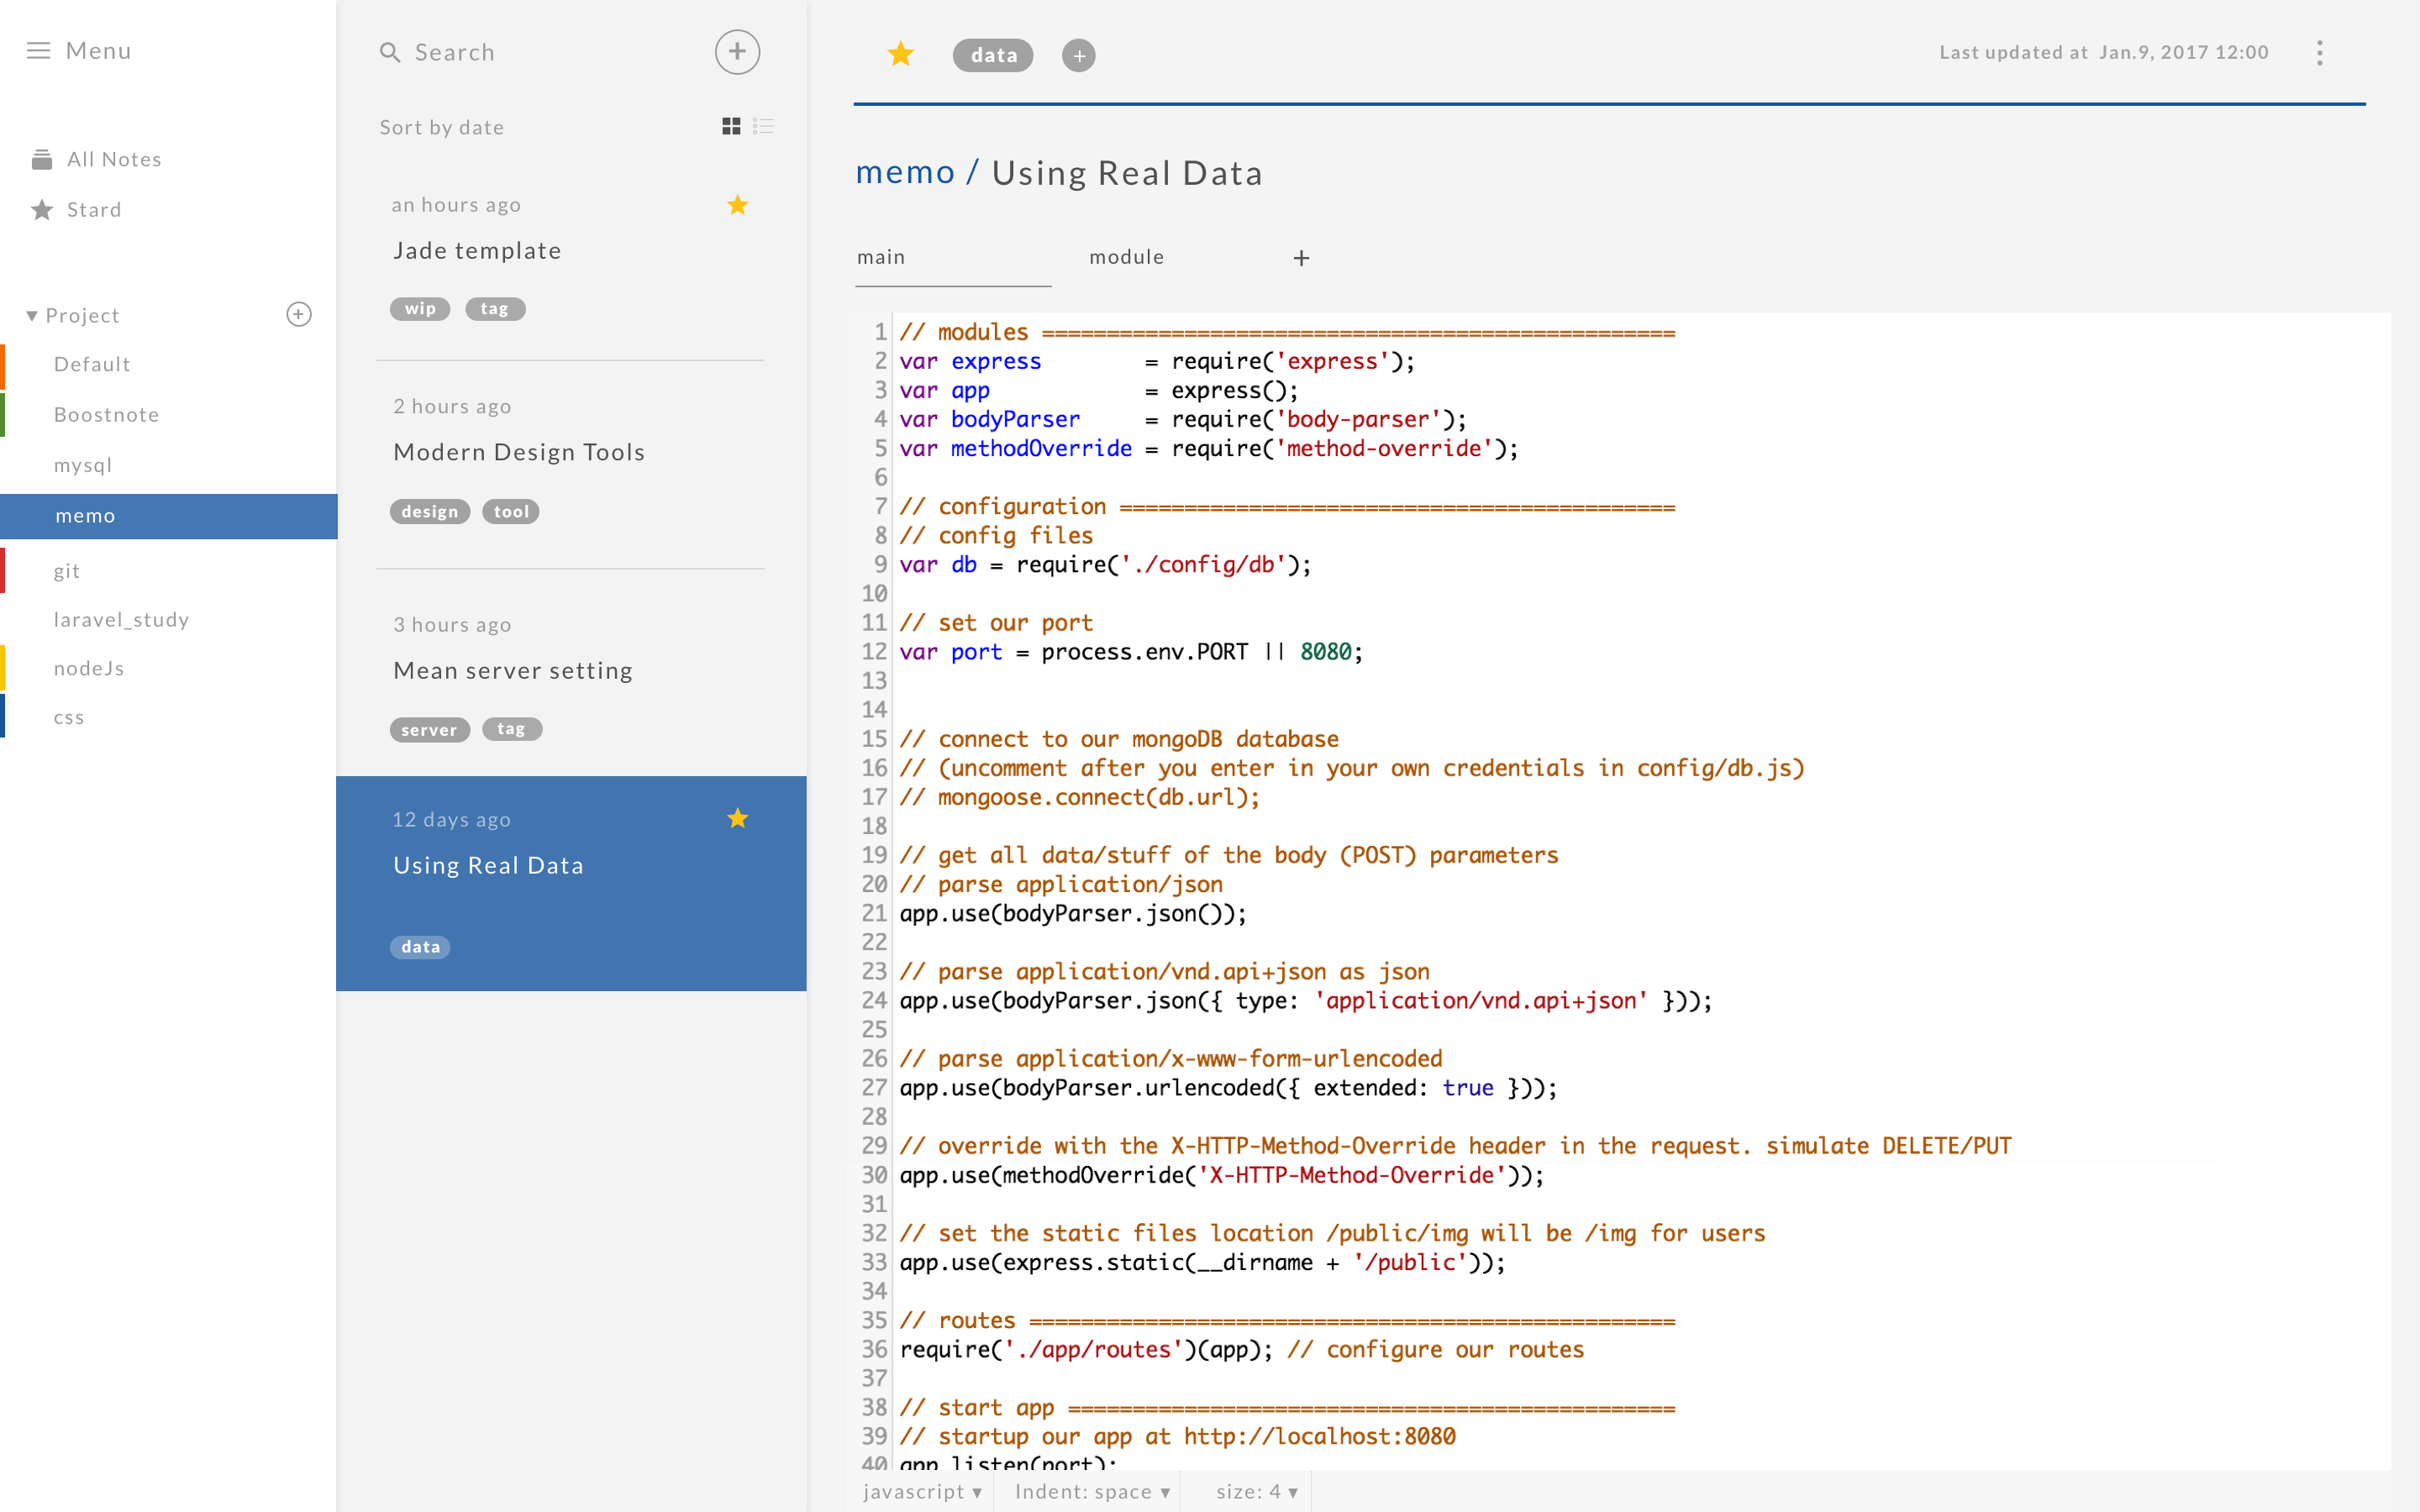 Menu
All Notes
Stard
Project
Default
Boostnote
mysql
memo
git
laravel_study
nodeJs
css
Search
Sort by date
an hours ago
Jade template
wip tag
2 hours ago
Modern Design Tools
design tool
3 hours ago
Mean server setting
server tag
12 days ago
Using Real Data
data
data
Last updated at Jan.9, 2017 12:00
memo / Using Real Data
main module +
1 // modules =================================================
2 var express        = require('express');
3 var app            = express();
4 var bodyParser     = require('body-parser');
5 var methodOverride = require('method-override');
6
7 // configuration ===========================================
8 // config files
9 var db = require('./config/db');
10
11 // set our port
12 var port = process.env.PORT || 8080;
13
14
15 // connect to our mongoDB database
16 // (uncomment after you enter in your own credentials in config/db.js)
17 // mongoose.connect(db.url);
18
19 // get all data/stuff of the body (POST) parameters
20 // parse application/json
21 app.use(bodyParser.json());
22
23 // parse application/vnd.api+json as json
24 app.use(bodyParser.json({ type: 'application/vnd.api+json' }));
25
26 // parse application/x-www-form-urlencoded
27 app.use(bodyParser.urlencoded({ extended: true }));
28
29 // override with the X-HTTP-Method-Override header in the request. simulate DELETE/PUT
30 app.use(methodOverride('X-HTTP-Method-Override'));
31
32 // set the static files location /public/img will be /img for users
33 app.use(express.static(__dirname + '/public'));
34
35 // routes ==================================================
36 require('./app/routes')(app); // configure our routes
37
38 // start app ===============================================
39 // startup our app at http://localhost:8080
40 app.listen(port);
javascript ▾ Indent: space ▾ size: 4 ▾